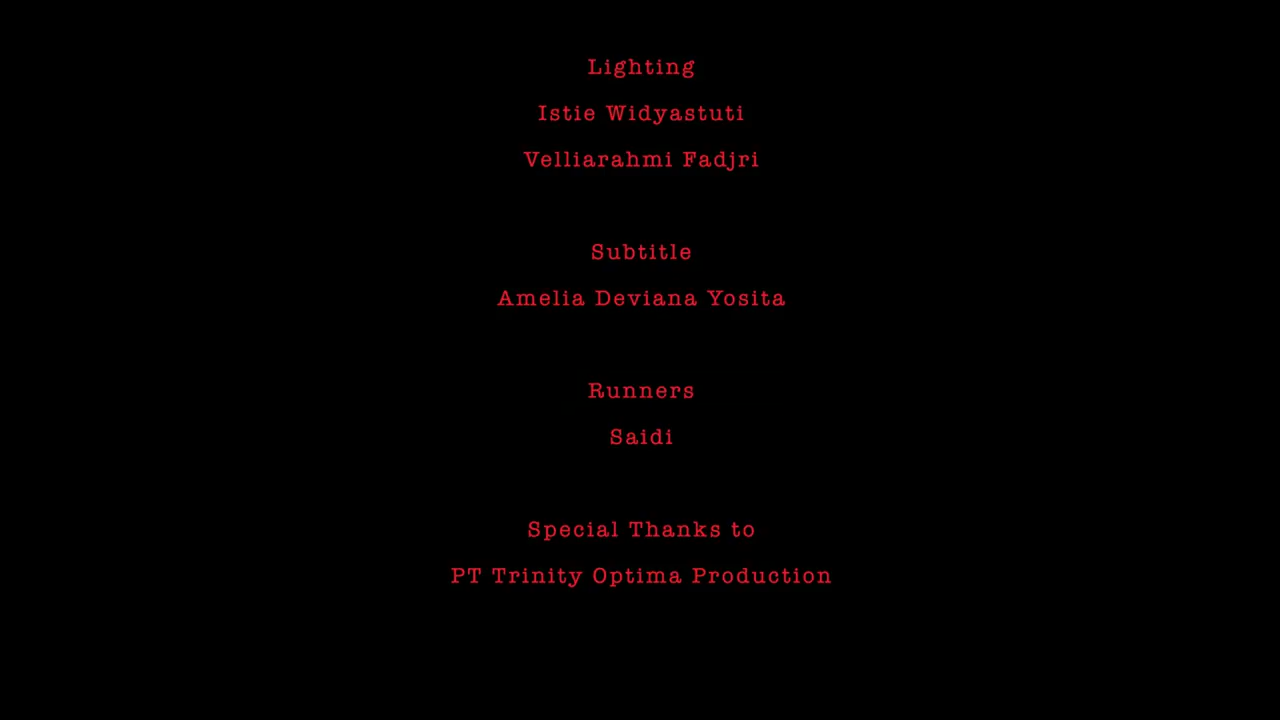 Lighting
Istie Widyastuti
Velliarahmi Fadjri
Subtitle
Amelia Deviana Yosita
Runners
Saidi
Special Thanks to
PT Trinity Optima Production